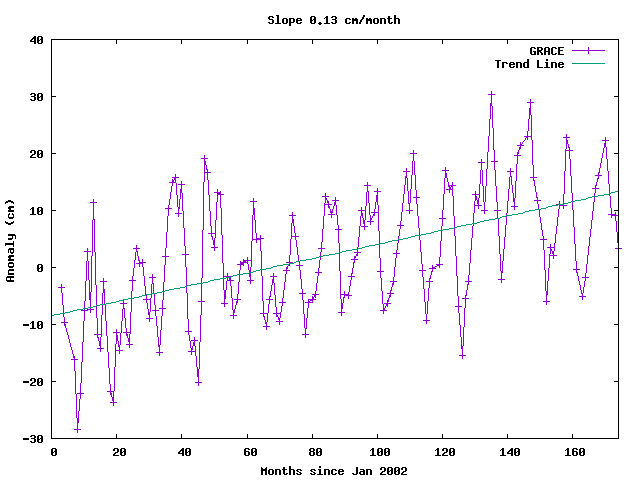 Slope 0.13 cm/month
40
30
20
10
0
-10
-20
-30
Anomaly (cm)
GRACE
Trend Line
0 20 40 60 80 100 120 140 160
Months since Jan 2002